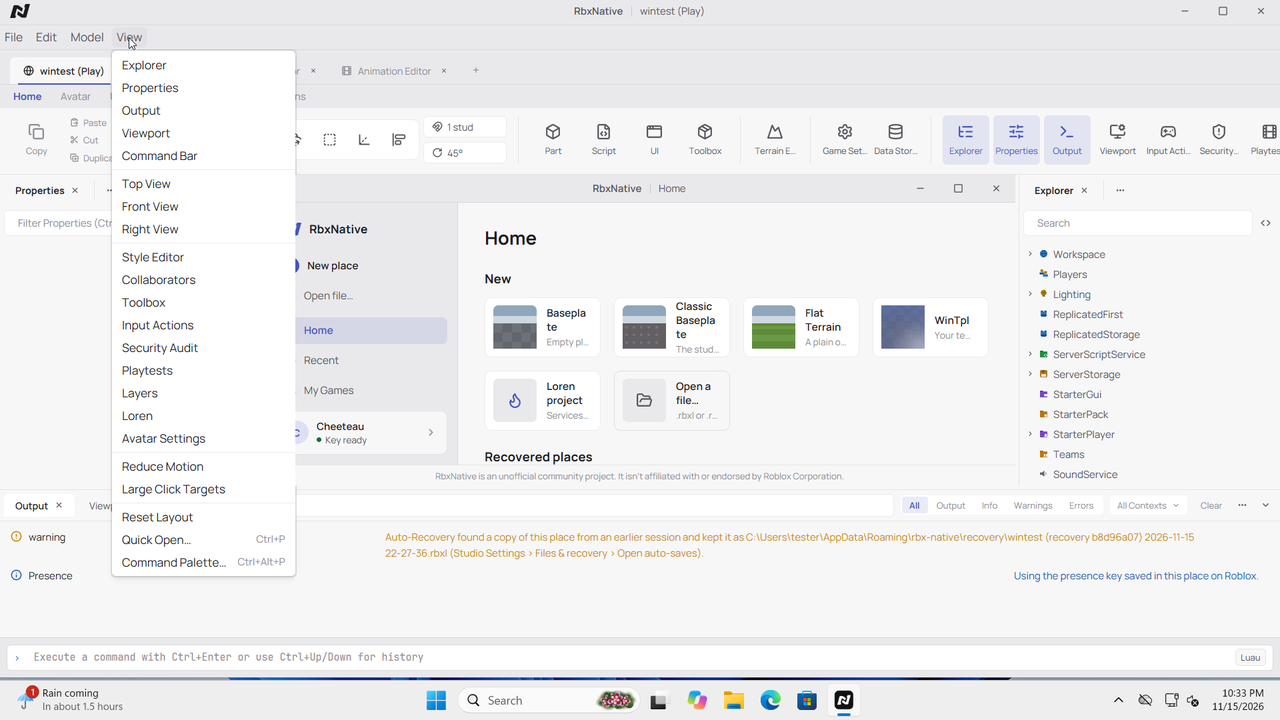 RbxNative wintest (Play)
File Edit Model View
wintest (Play)
Animation Editor
Home Avatar
Copy
Paste
Cut
1 stud
45°
Part Script UI Toolbox Terrain E... Game Set... Data Stor... Explorer Properties Output Viewport Input Acti... Security...
Explorer
Properties
Output
Viewport
Command Bar
Top View
Front View
Right View
Style Editor
Collaborators
Toolbox
Input Actions
Security Audit
Playtests
Layers
Loren
Avatar Settings
Reduce Motion
Large Click Targets
Reset Layout
Quick Open... Ctrl+P
Command Palette... Ctrl+Alt+P
Properties
Filter Properties
RbxNative Home
RbxNative
New place
Open file...
Home
Recent
My Games
Cheeteau
Key ready
Home
New
Basepla
te
Empty pl...
Classic
Basepla
te
The stud...
Flat
Terrain
A plain o...
WinTpl
Your te...
Loren
project
Services...
Open a
file...
.rbxl or .r...
Recovered places
RbxNative is an unofficial community project. It isn't affiliated with or endorsed by Roblox Corporation.
Explorer
Search
Workspace
Players
Lighting
ReplicatedFirst
ReplicatedStorage
ServerScriptService
ServerStorage
StarterGui
StarterPack
StarterPlayer
Teams
SoundService
Output
All Output Info Warnings Errors All Contexts Clear
warning
Auto-Recovery found a copy of this place from an earlier session and kept it as C:\Users\tester\AppData\Roaming\rbx-native\recovery\wintest (recovery b8d96a07) 2026-11-15
22-27-36.rbxl (Studio Settings › Files & recovery › Open auto-saves).
Presence
Using the presence key saved in this place on Roblox.
› Execute a command with Ctrl+Enter or use Ctrl+Up/Down for history
Luau
1
Rain coming
In about 1.5 hours
Search
10:33 PM
11/15/2026